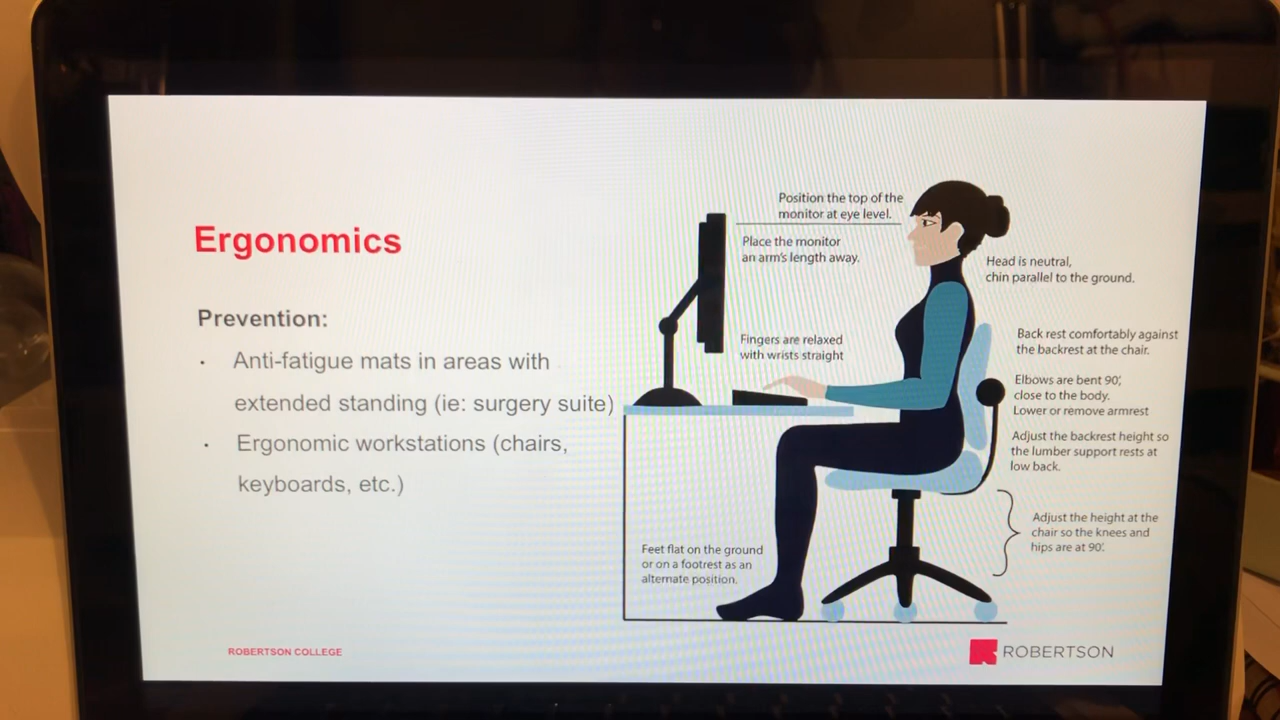 Ergonomics
Prevention:
· Anti-fatigue mats in areas with
extended standing (ie: surgery suite)
· Ergonomic workstations (chairs,
keyboards, etc.)
Position the top of the
monitor at eye level.
Place the monitor
an arm's length away.
Head is neutral,
chin parallel to the ground.
Fingers are relaxed
with wrists straight
Back rest comfortably against
the backrest at the chair.
Elbows are bent 90°,
close to the body.
Lower or remove armrest
Adjust the backrest height so
the lumber support rests at
low back.
Adjust the height at the
chair so the knees and
hips are at 90°.
Feet flat on the ground
or on a footrest as an
alternate position.
ROBERTSON COLLEGE
ROBERTSON